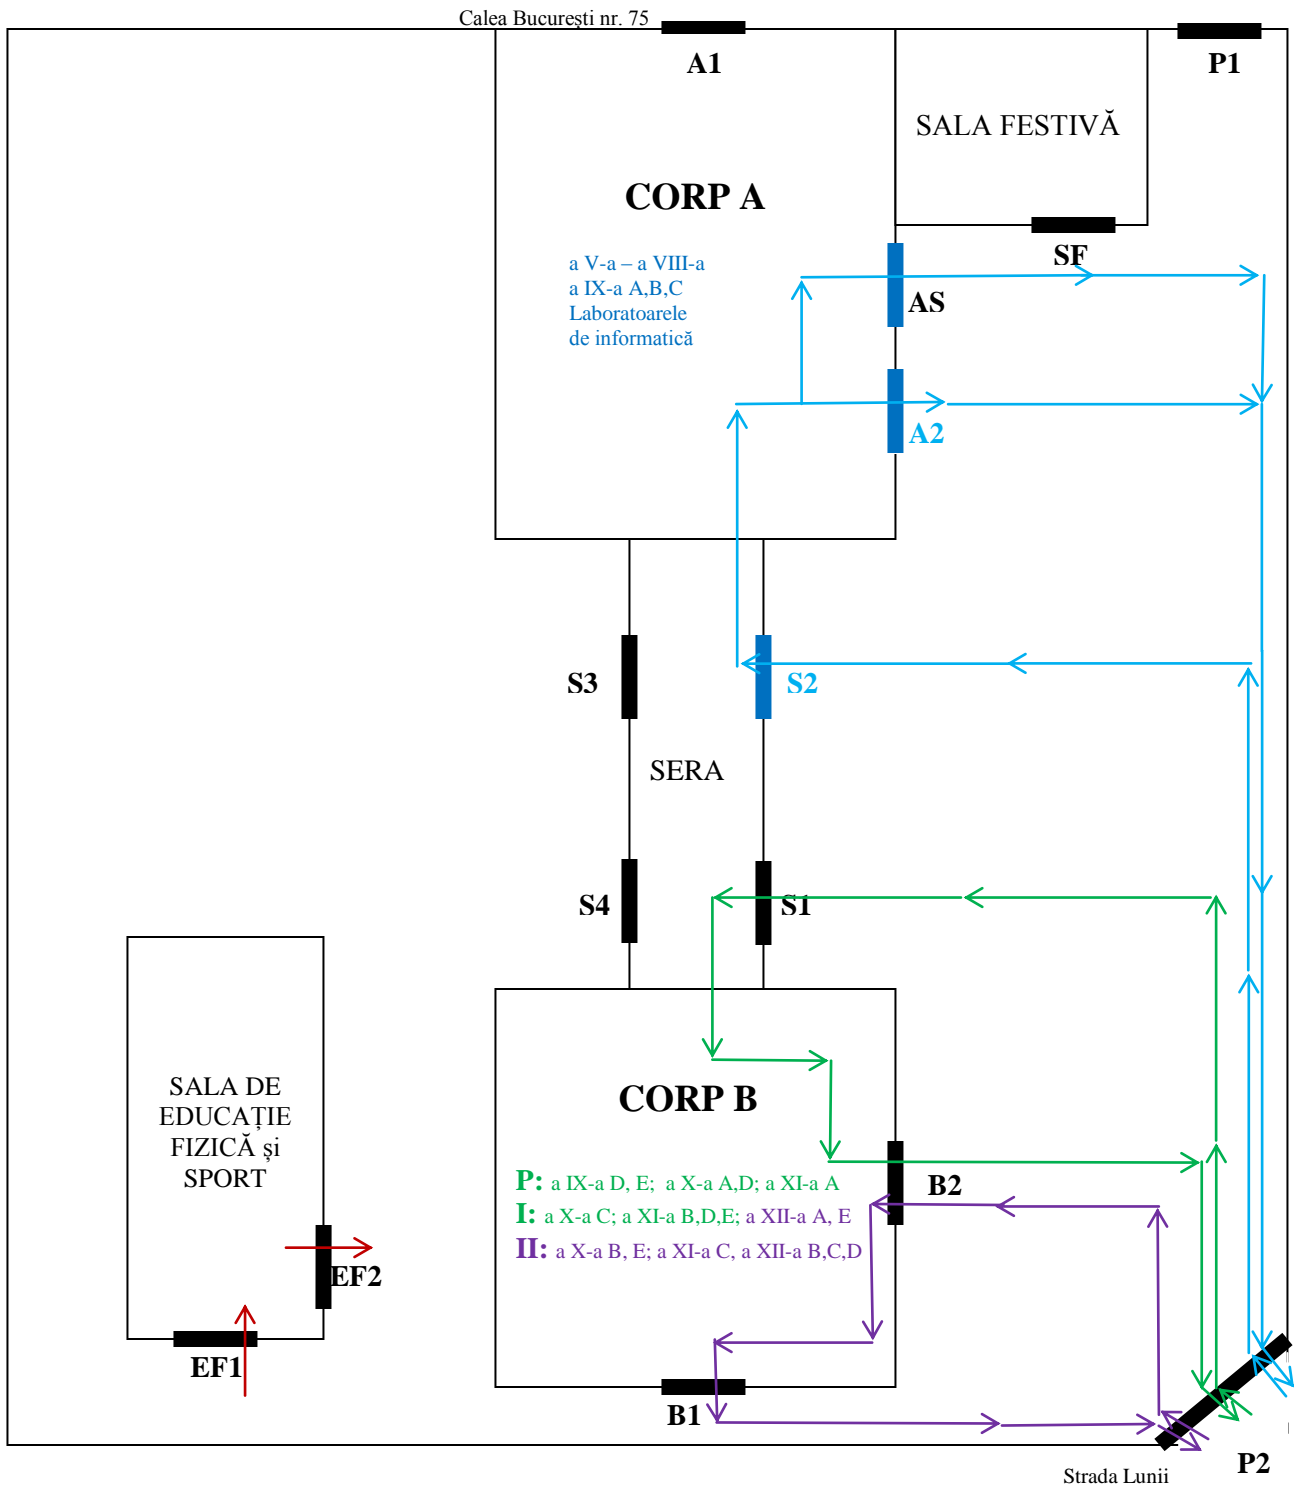 Calea București nr. 75
A1
P1
SALA FESTIVĂ
CORP A
SF
a V-a – a VIII-a
a IX-a A,B,C
Laboratoarele
de informatică
AS
A2
S3
S2
SERA
S4
S1
SALA DE
EDUCAȚIE
FIZICĂ și
SPORT
CORP B
P: a IX-a D, E; a X-a A,D; a XI-a A
I: a X-a C; a XI-a B,D,E; a XII-a A, E
II: a X-a B, E; a XI-a C, a XII-a B,C,D
B2
EF2
EF1
B1
P2
Strada Lunii